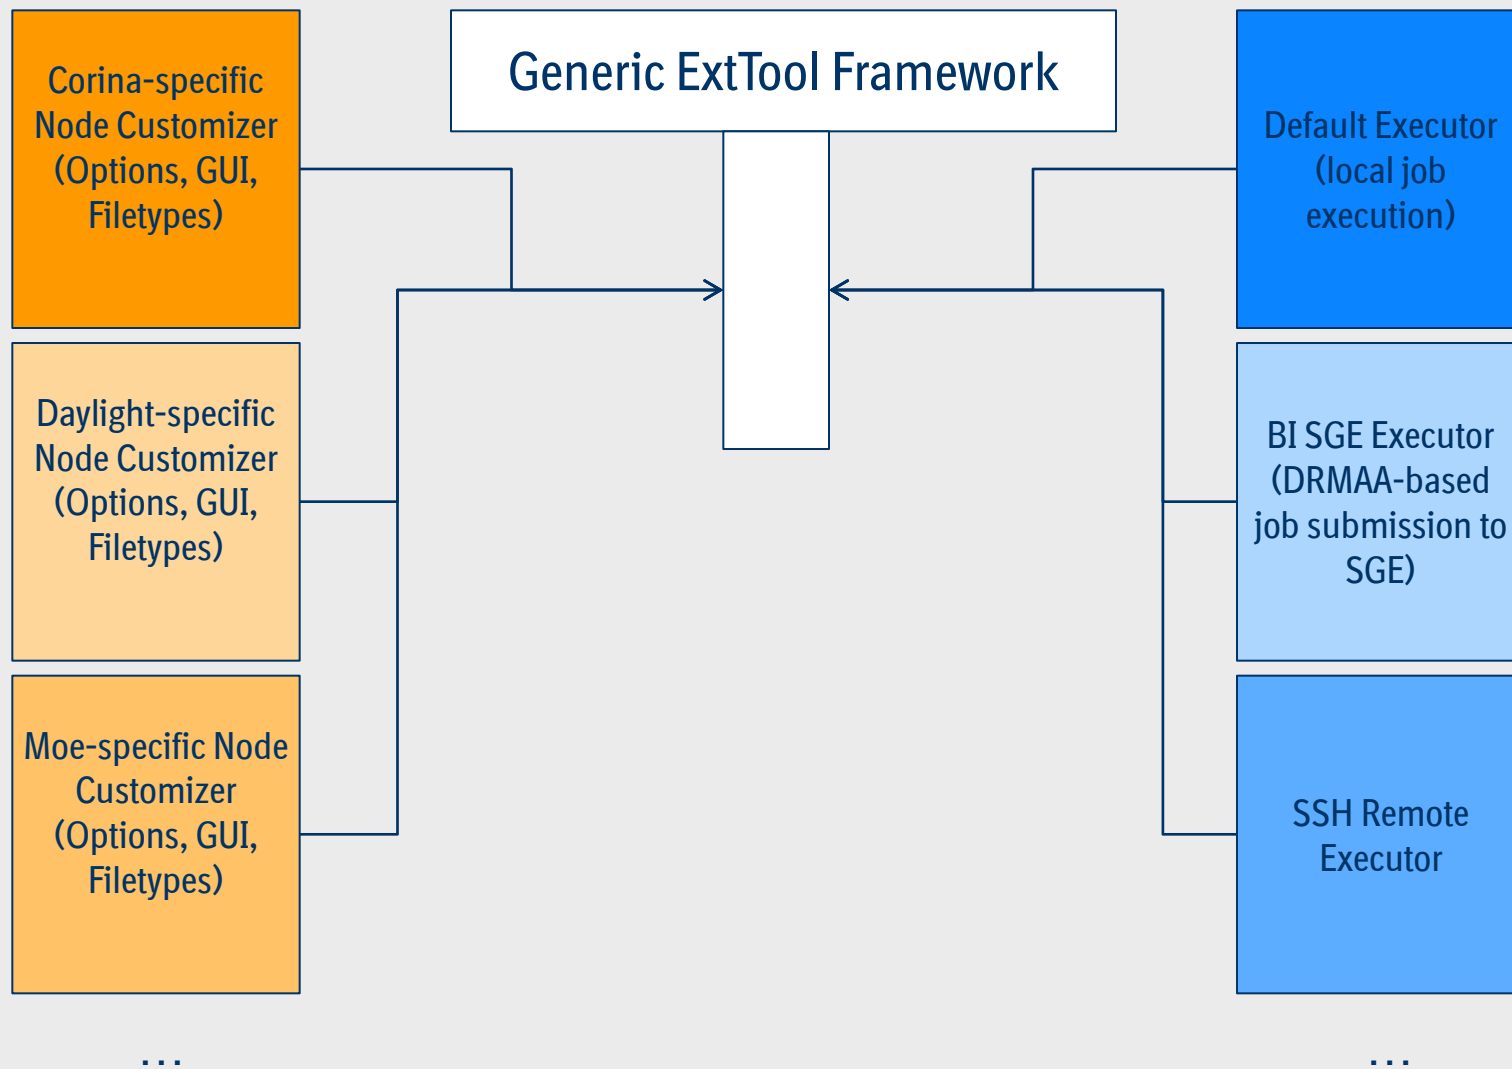 Generic ExtTool Framework
Corina-specific
Node Customizer
(Options, GUI,
Filetypes)
Daylight-specific
Node Customizer
(Options, GUI,
Filetypes)
Moe-specific Node
Customizer
(Options, GUI,
Filetypes)
...
Default Executor
(local job
execution)
BI SGE Executor
(DRMAA-based
job submission to
SGE)
SSH Remote
Executor
...